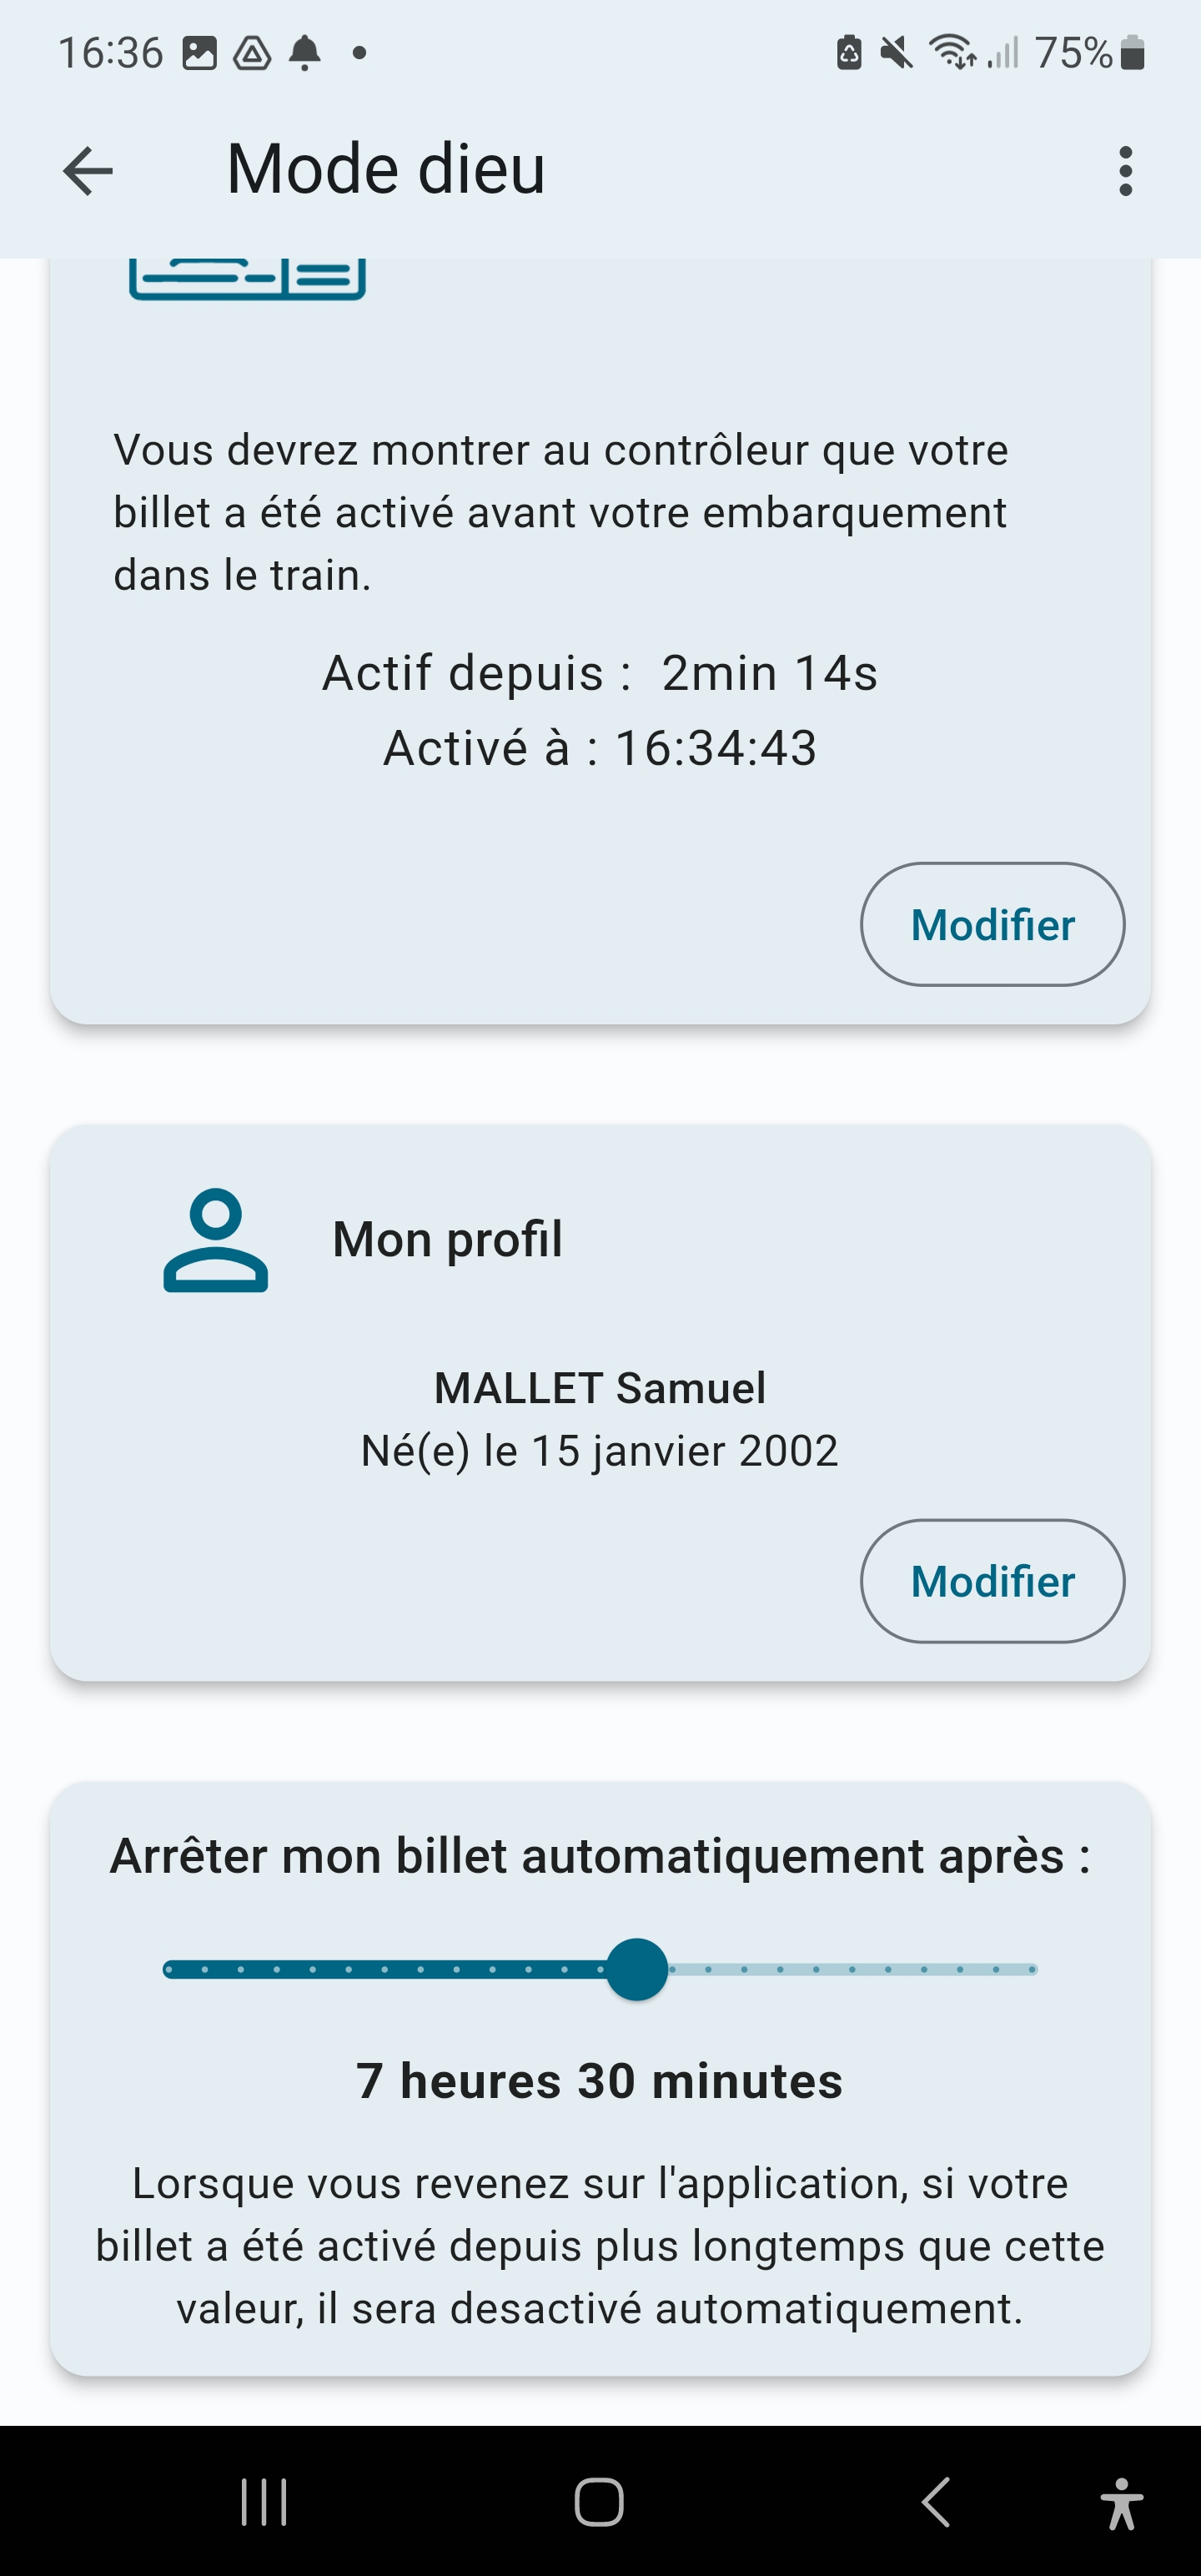 16:36
75%
Mode dieu
Vous devrez montrer au contrôleur que votre
billet a été activé avant votre embarquement
dans le train.
Actif depuis :  2min 14s
Activé à : 16:34:43
Modifier
Mon profil
MALLET Samuel
Né(e) le 15 janvier 2002
Modifier
Arrêter mon billet automatiquement après :
7 heures 30 minutes
Lorsque vous revenez sur l'application, si votre
billet a été activé depuis plus longtemps que cette
valeur, il sera desactivé automatiquement.